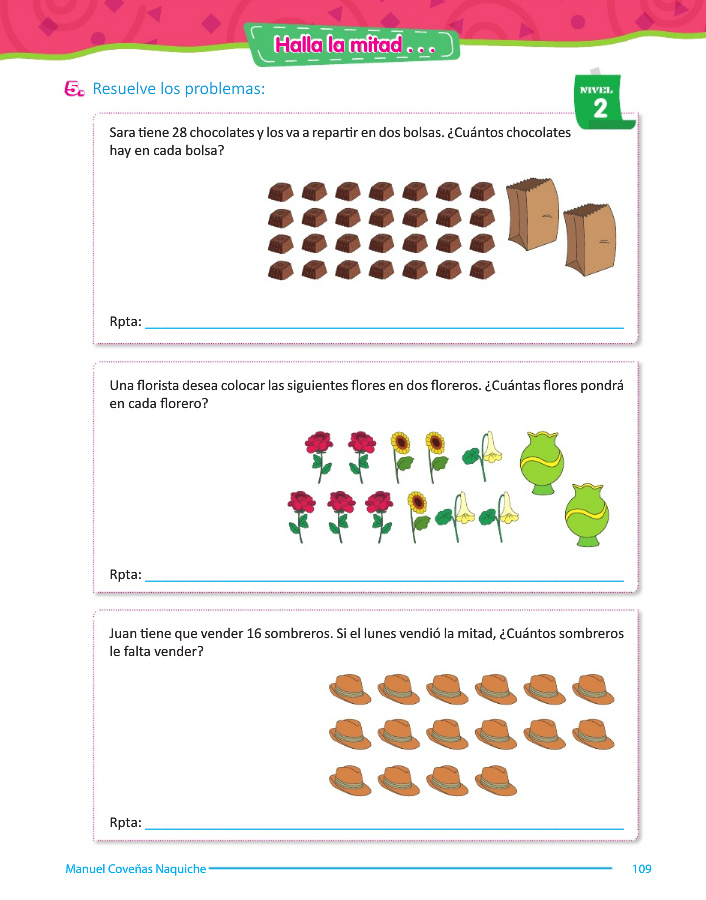 Halla la mitad . . .
5. Resuelve los problemas:
NIVEL
2
Sara tiene 28 chocolates y los va a repartir en dos bolsas. ¿Cuántos chocolates
hay en cada bolsa?
Rpta:
Una florista desea colocar las siguientes flores en dos floreros. ¿Cuántas flores pondrá
en cada florero?
Rpta:
Juan tiene que vender 16 sombreros. Si el lunes vendió la mitad, ¿Cuántos sombreros
le falta vender?
Rpta:
Manuel Coveñas Naquiche 109